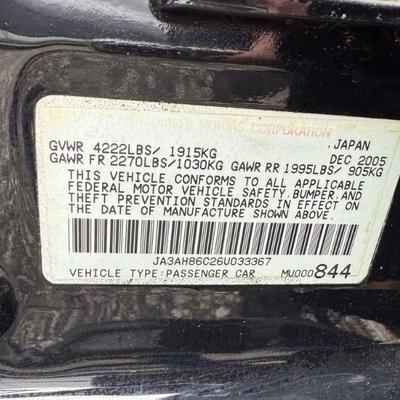 MITSUBISHI MOTORS CORPORATION
GVWR 4222LBS/ 1915KG JAPAN
GAWR FR 2270LBS/1030KG GAWR RR 1995LBS/ 905KG DEC 2005
THIS VEHICLE CONFORMS TO ALL APPLICABLE
FEDERAL MOTOR VEHICLE SAFETY, BUMPER, AND
THEFT PREVENTION STANDARDS IN EFFECT ON
THE DATE OF MANUFACTURE SHOWN ABOVE.
JA3AH86C26U033367
VEHICLE TYPE:PASSENGER CAR MU000844